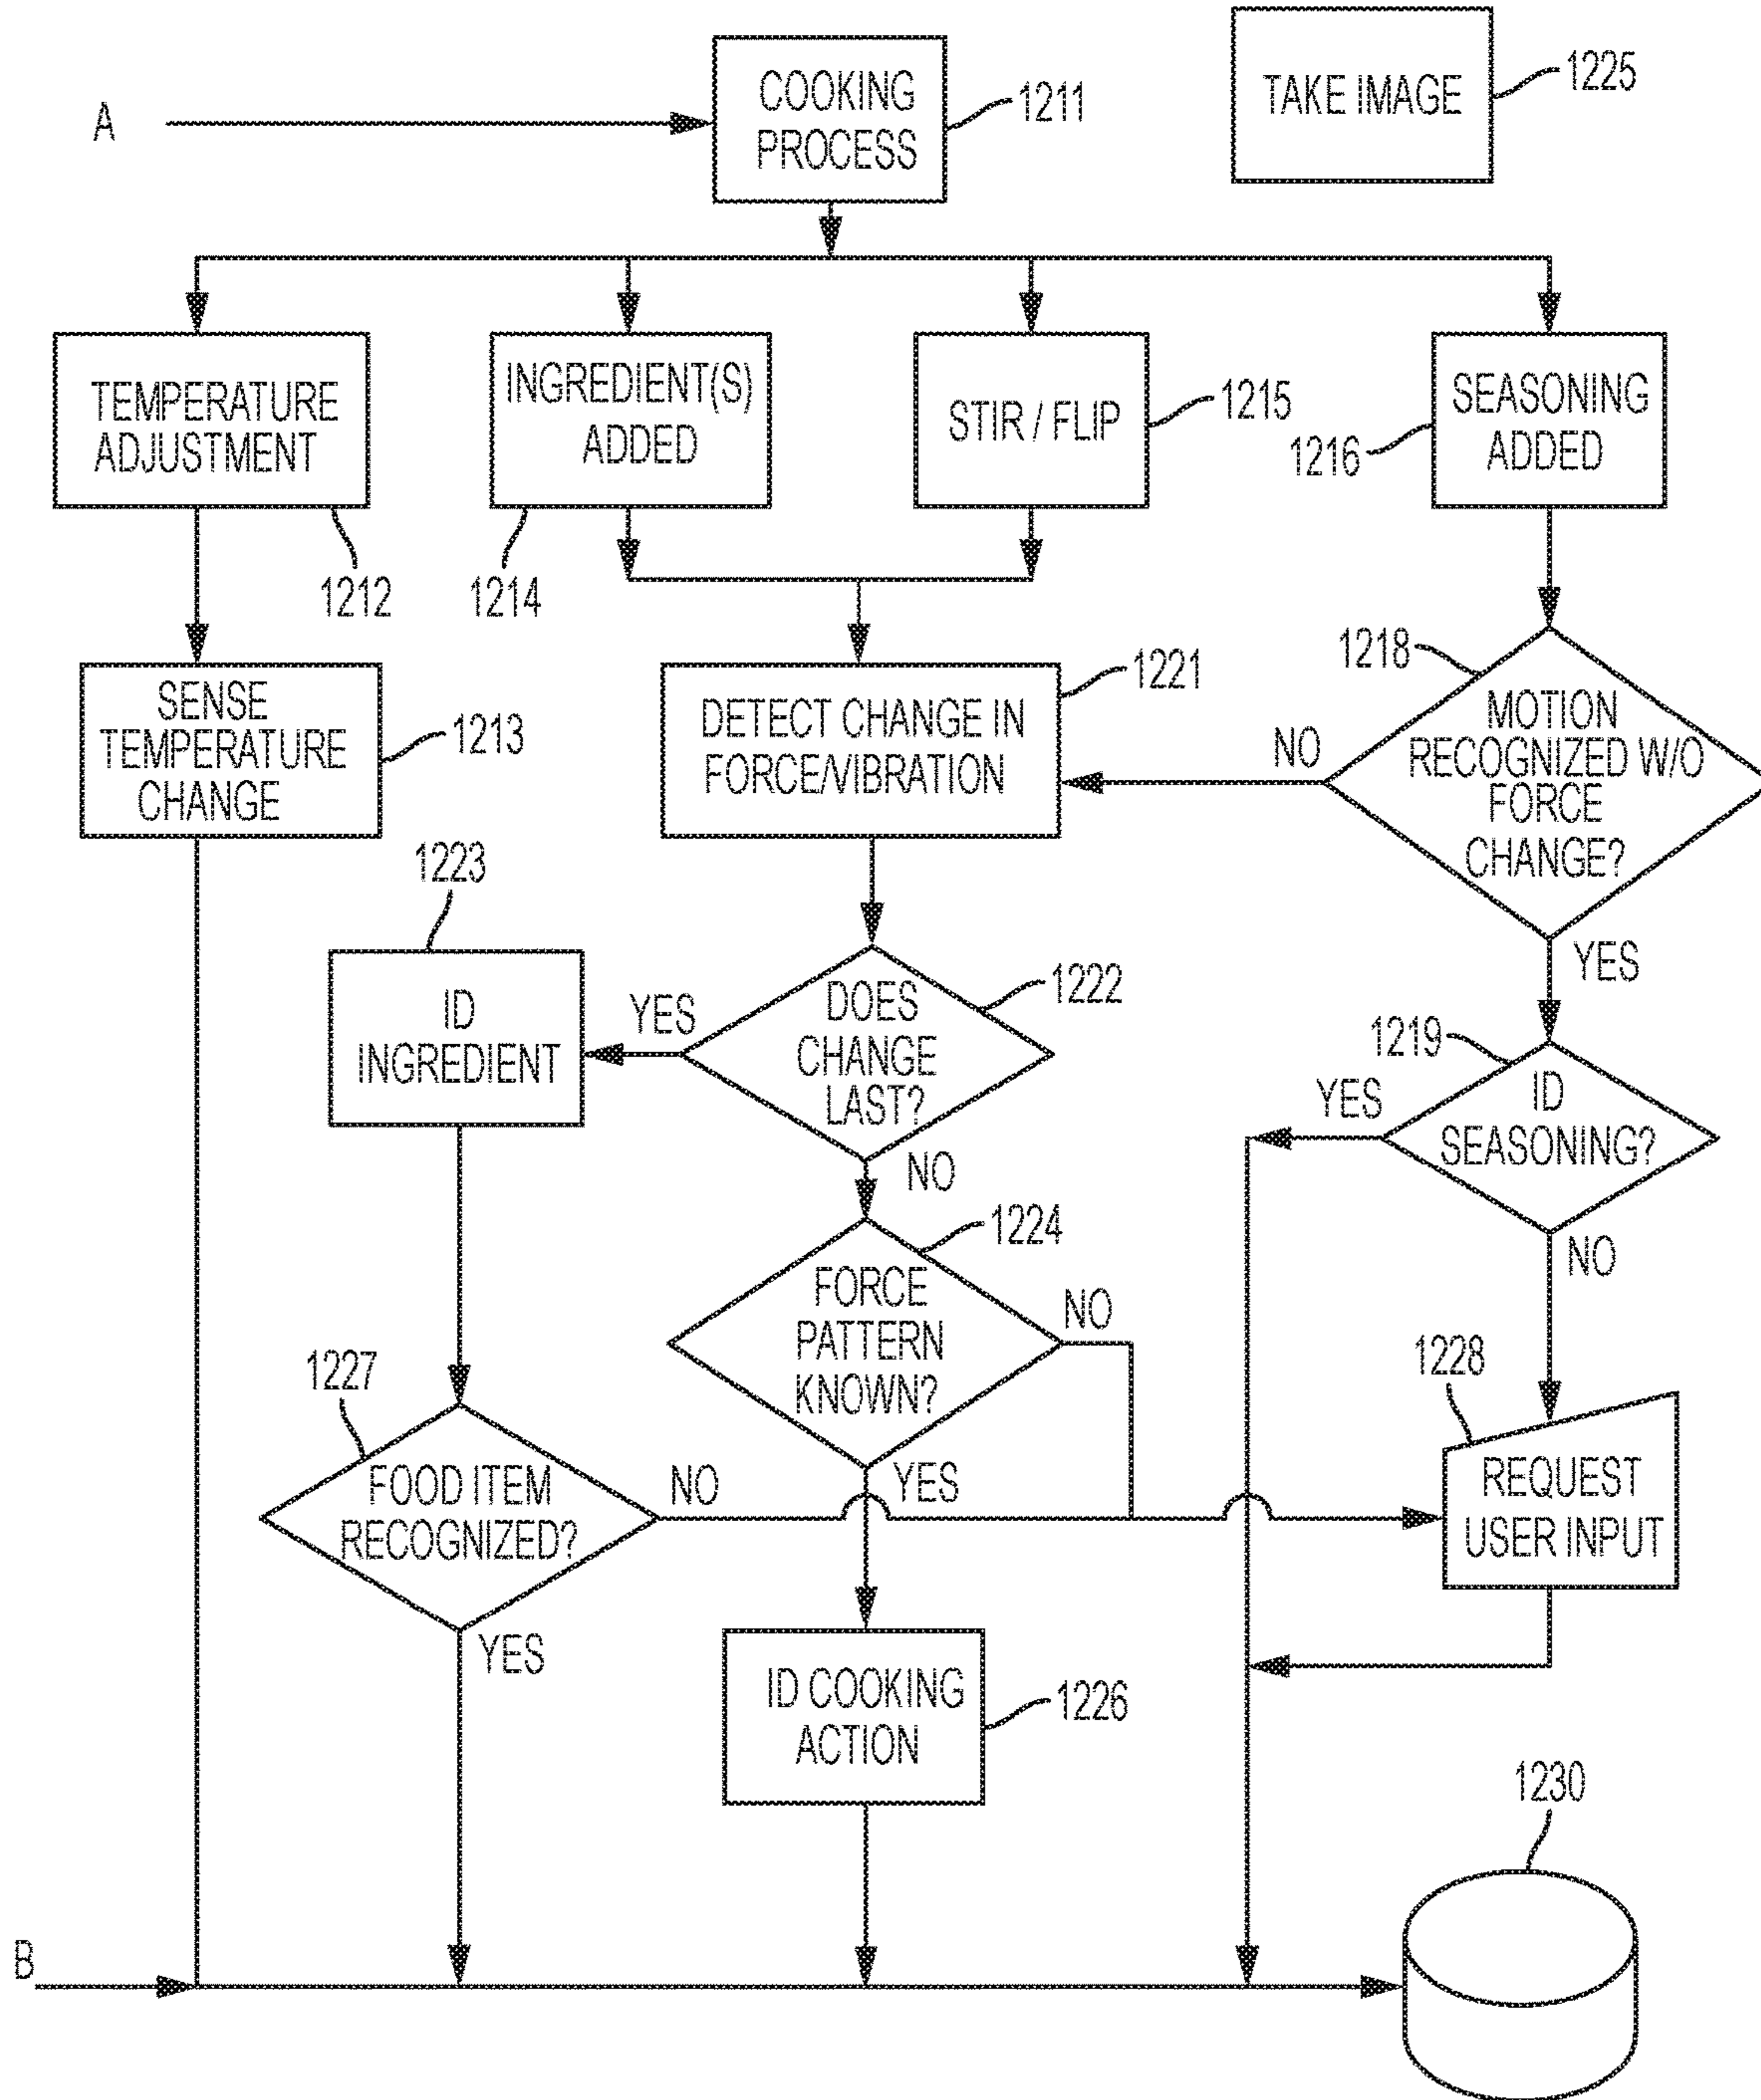 A
COOKING
PROCESS
1211
TAKE IMAGE
1225
TEMPERATURE
ADJUSTMENT
1212
INGREDIENT(S)
ADDED
1214
STIR / FLIP
1215
SEASONING
ADDED
1216
SENSE
TEMPERATURE
CHANGE
1213
DETECT CHANGE IN
FORCE/VIBRATION
1221
NO
1218
MOTION
RECOGNIZED W/O
FORCE
CHANGE?
YES
1223
ID
INGREDIENT
YES
DOES
CHANGE
LAST?
1222
NO
1219
YES
ID
SEASONING?
NO
1224
FORCE
PATTERN
KNOWN?
NO
YES
1227
FOOD ITEM
RECOGNIZED?
NO
YES
1228
REQUEST
USER INPUT
ID COOKING
ACTION
1226
1230
B